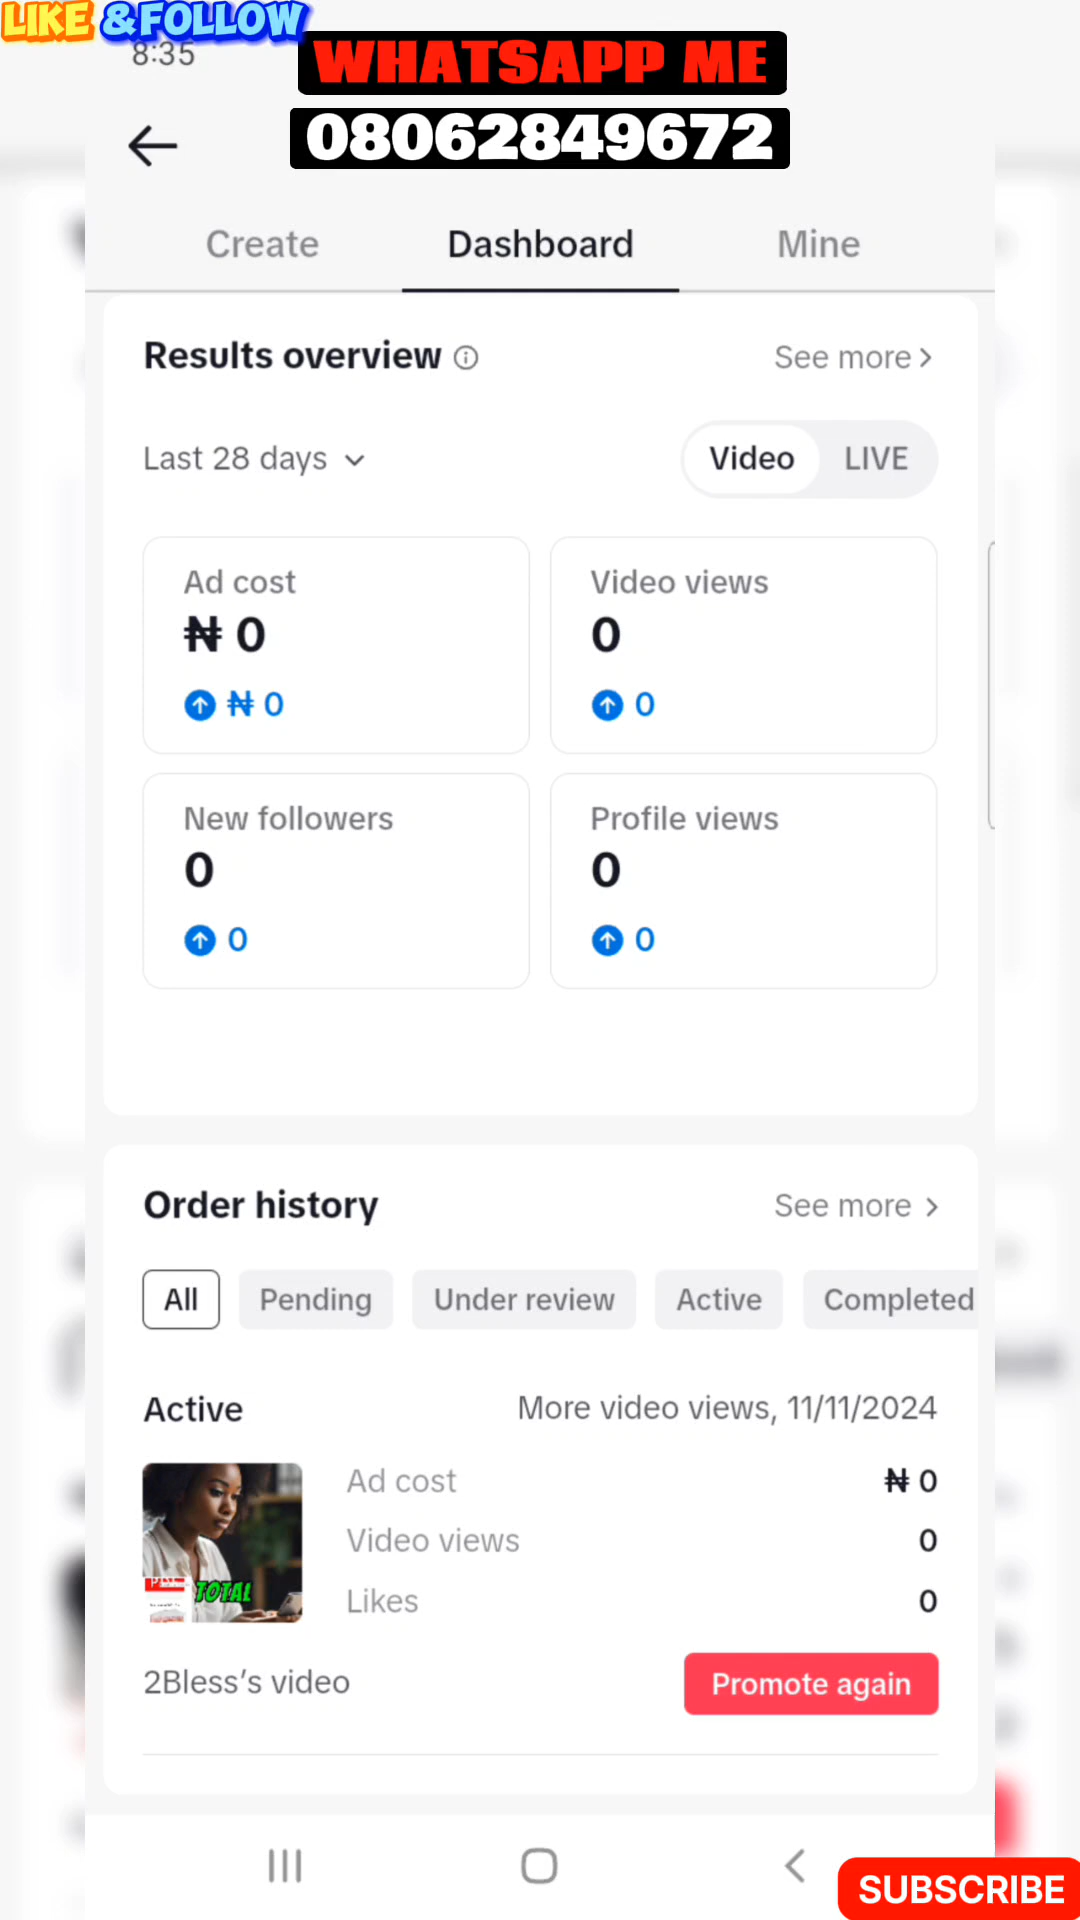 LIKE &FOLLOW
8:35
WHATSAPP ME
08062849672
Create Dashboard Mine
Results overview See more
Last 28 days Video LIVE
Ad cost Video views
₦ 0 0
₦ 0 0
New followers Profile views
0 0
0 0
Order history See more
All Pending Under review Active Completed
Active More video views, 11/11/2024
Ad cost ₦ 0
Video views 0
Likes 0
TOTAL
2Bless’s video Promote again
SUBSCRIBE